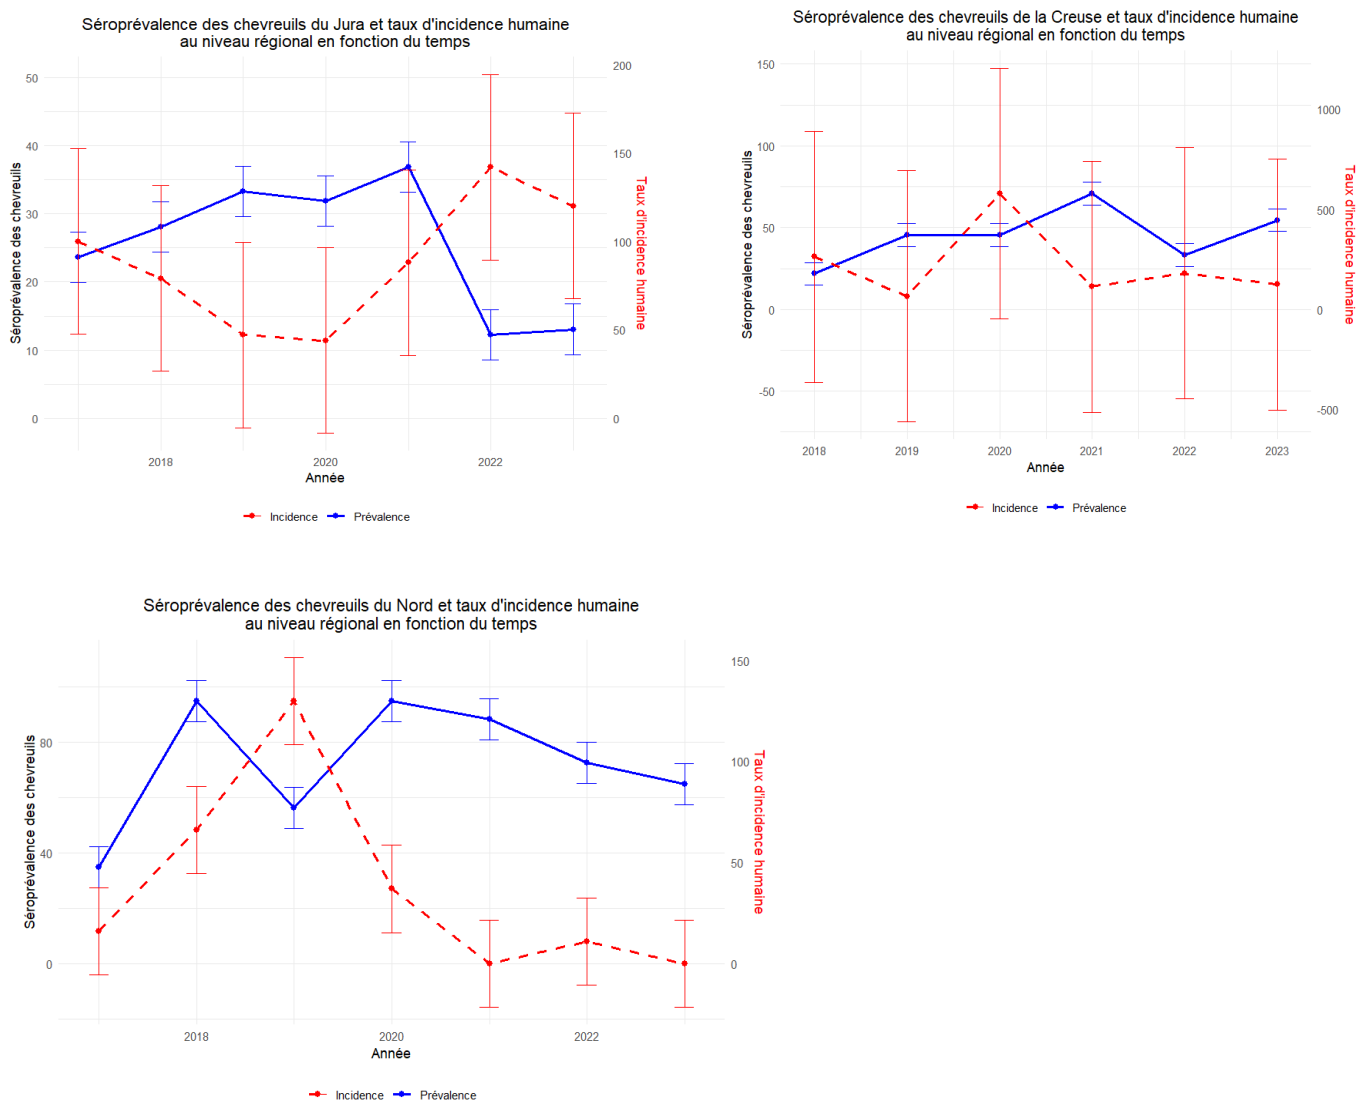 Séroprévalence des chevreuils du Jura et taux d'incidence humaine
au niveau régional en fonction du temps
50
40
30
20
10
0
200
150
100
50
0
Séroprévalence des chevreuils
Taux d'incidence humaine
2018
2020
2022
Année
Incidence
Prévalence
Séroprévalence des chevreuils de la Creuse et taux d'incidence humaine
au niveau régional en fonction du temps
150
100
50
0
-50
1000
500
0
-500
Séroprévalence des chevreuils
Taux d'incidence humaine
2018
2019
2020
2021
2022
2023
Année
Incidence
Prévalence
Séroprévalence des chevreuils du Nord et taux d'incidence humaine
au niveau régional en fonction du temps
80
40
0
150
100
50
0
Séroprévalence des chevreuils
Taux d'incidence humaine
2018
2020
2022
Année
Incidence
Prévalence